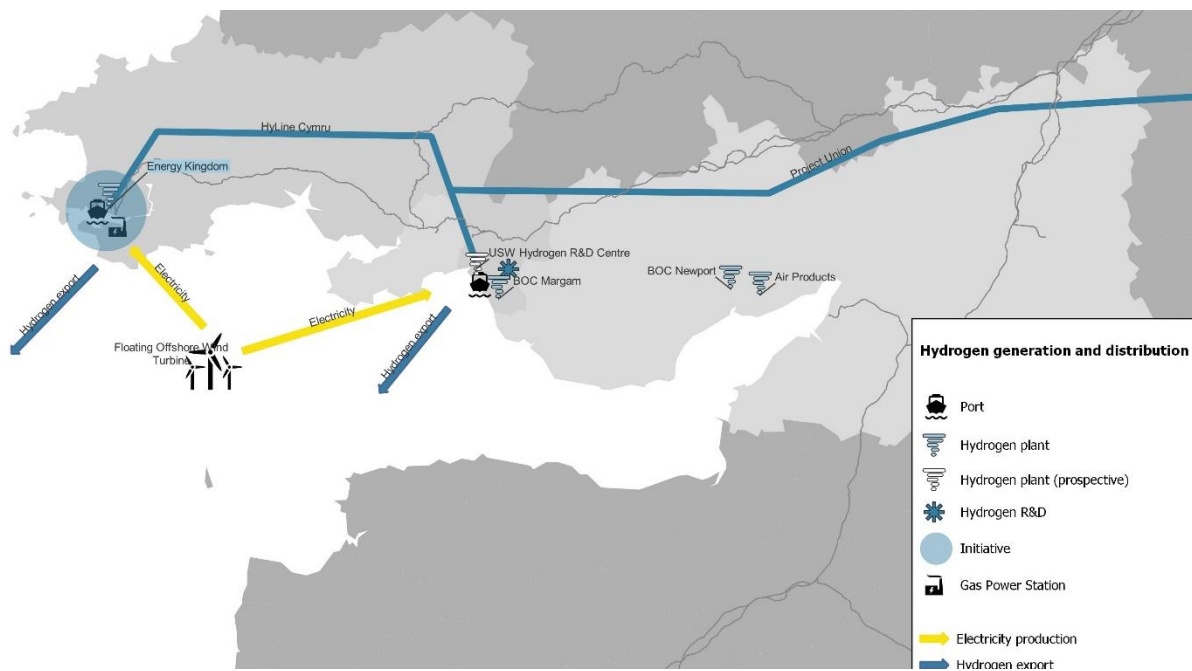 HyLine Cymru
Project Union
Energy Kingdom
USW Hydrogen R&D Centre
BOC Margam
BOC Newport
Air Products
Electricity
Electricity
Hydrogen export
Hydrogen export
Floating Offshore Wind
Turbine
Hydrogen generation and distribution
Port
Hydrogen plant
Hydrogen plant (prospective)
Hydrogen R&D
Initiative
Gas Power Station
Electricity production
Hydrogen export